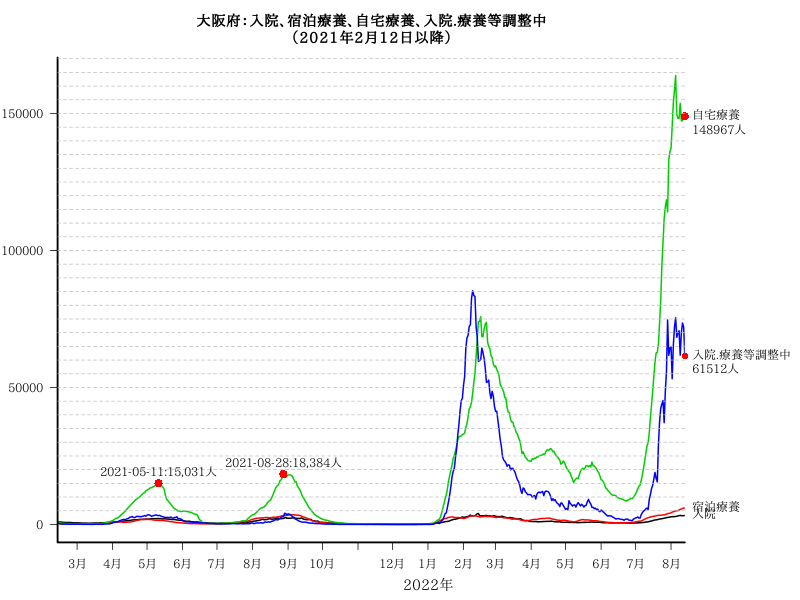 大阪府：入院、宿泊療養、自宅療養、入院.療養等調整中
（2021年2月12日以降）
150000
100000
50000
0
自宅療養
148967人
入院.療養等調整中
61512人
2021-05-11:15,031人
2021-08-28:18,384人
宿泊療養
入院
3月 4月 5月 6月 7月 8月 9月 10月 12月 1月 2月 3月 4月 5月 6月 7月 8月
2022年